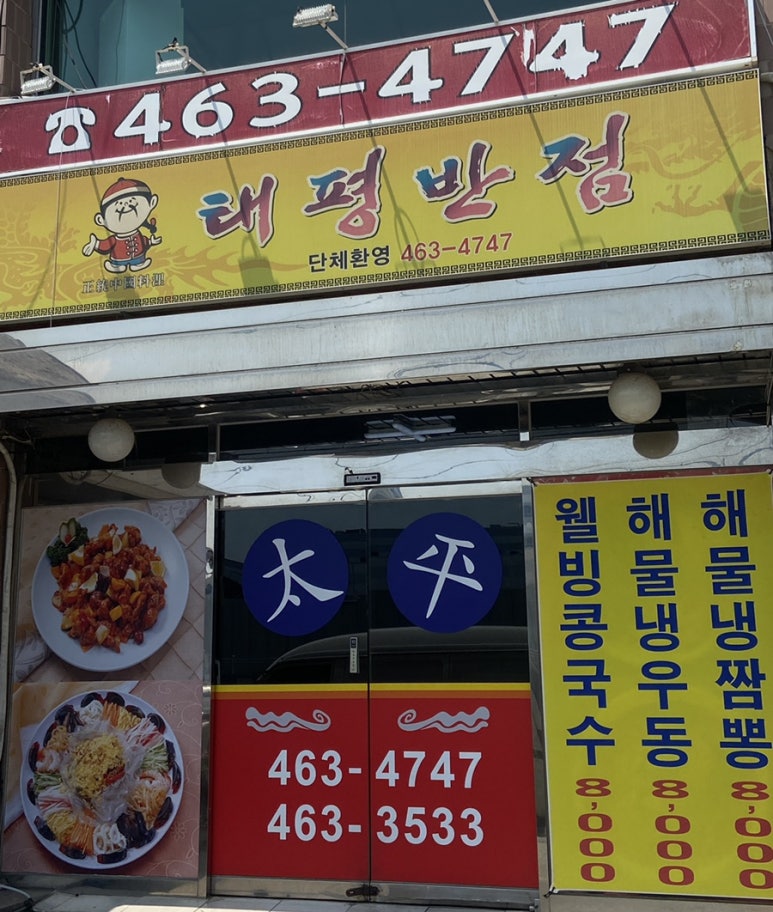 ☎463-4747
태평반점
단체환영 463-4747
正統中國料理
太平
463-4747
463-3533
해물냉짬뽕 8,000
해물냉우동 8,000
웰빙콩국수 8,000